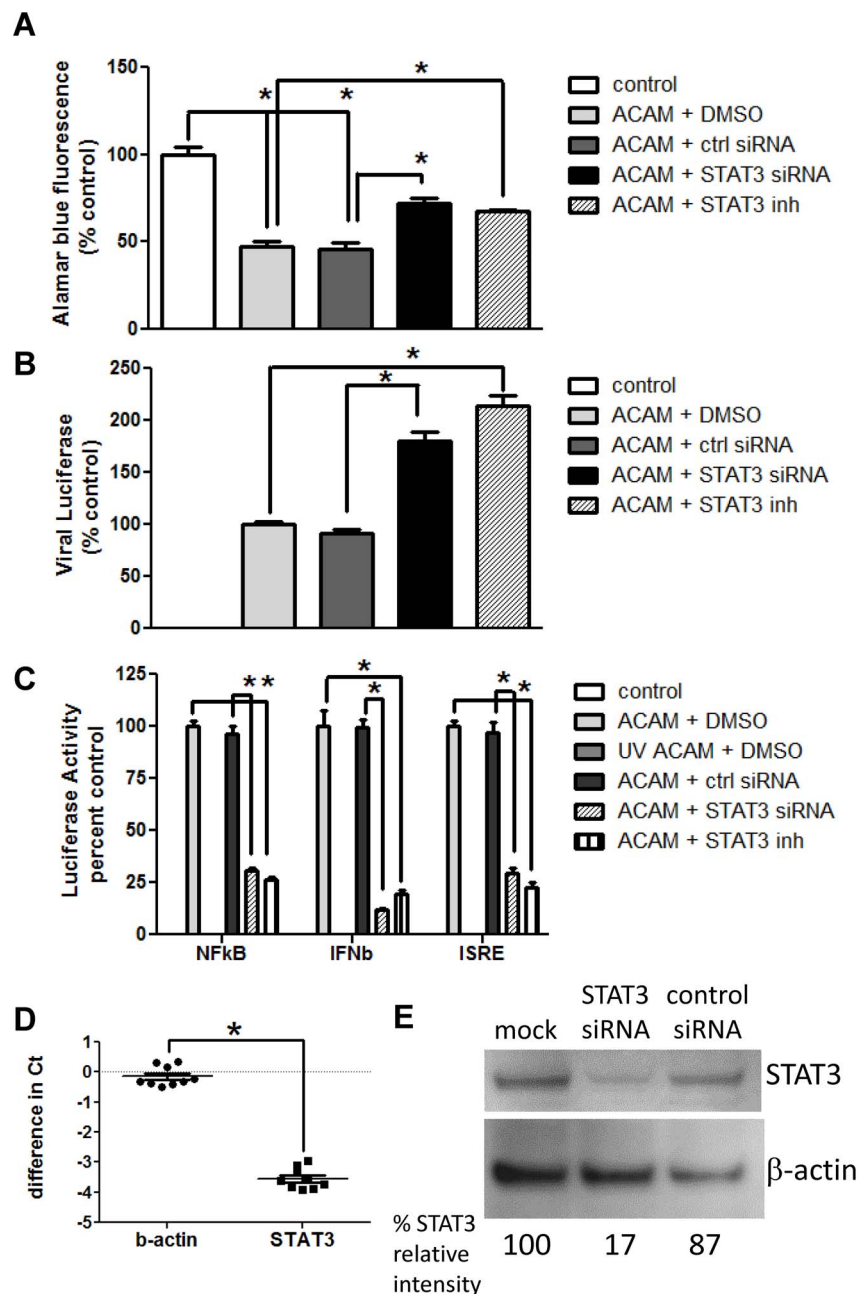 A
Alamar blue fluorescence
(% control)
150
100
50
0
*
*
*
*
control
ACAM + DMSO
ACAM + ctrl siRNA
ACAM + STAT3 siRNA
ACAM + STAT3 inh
B
Viral Luciferase
(% control)
250
200
150
100
50
0
*
*
control
ACAM + DMSO
ACAM + ctrl siRNA
ACAM + STAT3 siRNA
ACAM + STAT3 inh
C
Luciferase Activity
percent control
125
100
75
50
25
0
* *
*
*
*
*
NFkB IFNb ISRE
control
ACAM + DMSO
UV ACAM + DMSO
ACAM + ctrl siRNA
ACAM + STAT3 siRNA
ACAM + STAT3 inh
D
difference in Ct
1
0
-1
-2
-3
-4
-5
*
b-actin STAT3
E
mock
STAT3
siRNA
control
siRNA
STAT3
β-actin
% STAT3
relative
intensity
100 17 87